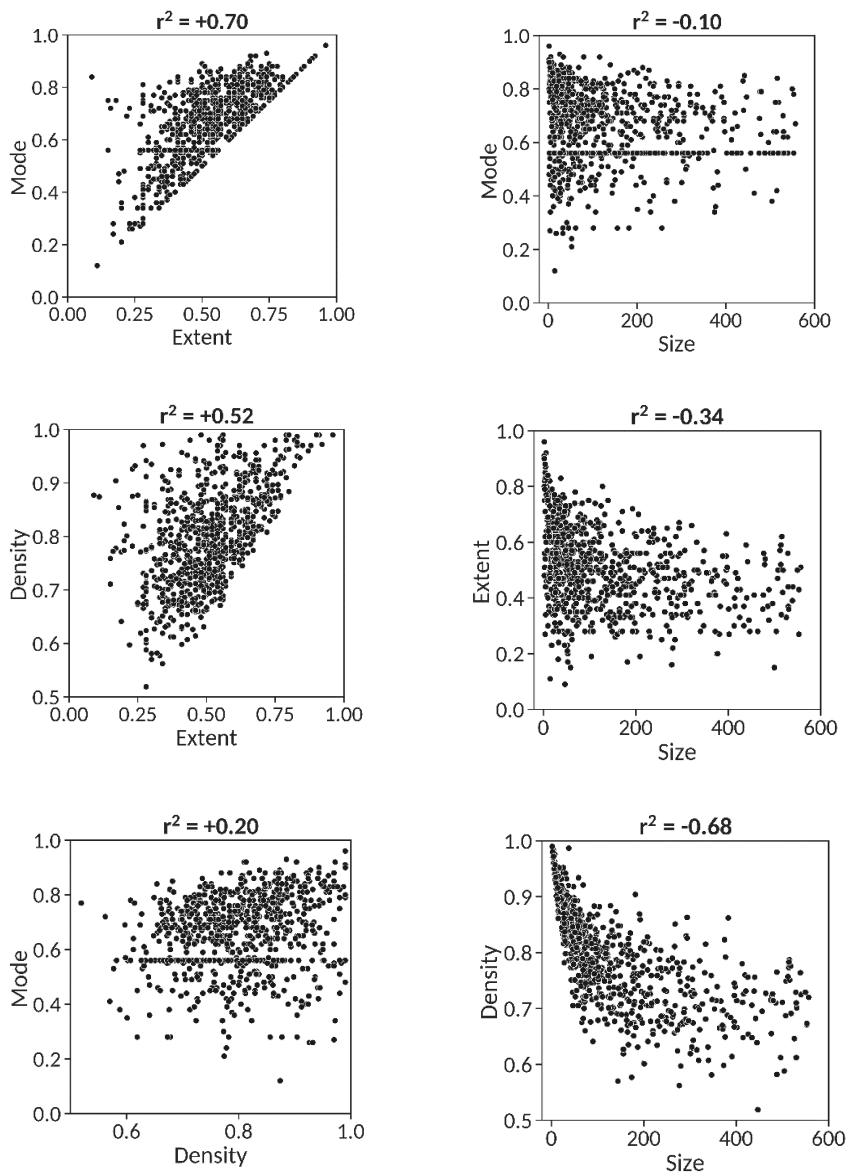 r² = +0.70
1.0
0.8
0.6
0.4
0.2
0.0
Mode
0.00 0.25 0.50 0.75 1.00
Extent
r² = -0.10
1.0
0.8
0.6
0.4
0.2
0.0
Mode
0 200 400 600
Size
r² = +0.52
1.0
0.9
0.8
0.7
0.6
0.5
Density
0.00 0.25 0.50 0.75 1.00
Extent
r² = -0.34
1.0
0.8
0.6
0.4
0.2
0.0
Extent
0 200 400 600
Size
r² = +0.20
1.0
0.8
0.6
0.4
0.2
0.0
Mode
0.6 0.8 1.0
Density
r² = -0.68
1.0
0.9
0.8
0.7
0.6
0.5
Density
0 200 400 600
Size